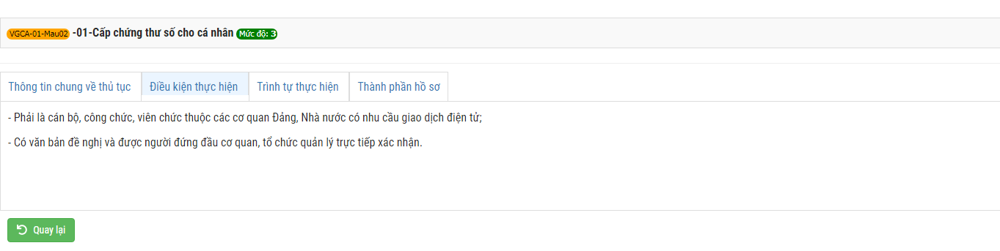 VGCA-01-Mau02 -01-Cấp chứng thư số cho cá nhân Mức độ: 3
Thông tin chung về thủ tục Điều kiện thực hiện Trình tự thực hiện Thành phần hồ sơ
- Phải là cán bộ, công chức, viên chức thuộc các cơ quan Đảng, Nhà nước có nhu cầu giao dịch điện tử;
- Có văn bản đề nghị và được người đứng đầu cơ quan, tổ chức quản lý trực tiếp xác nhận.
Quay lại